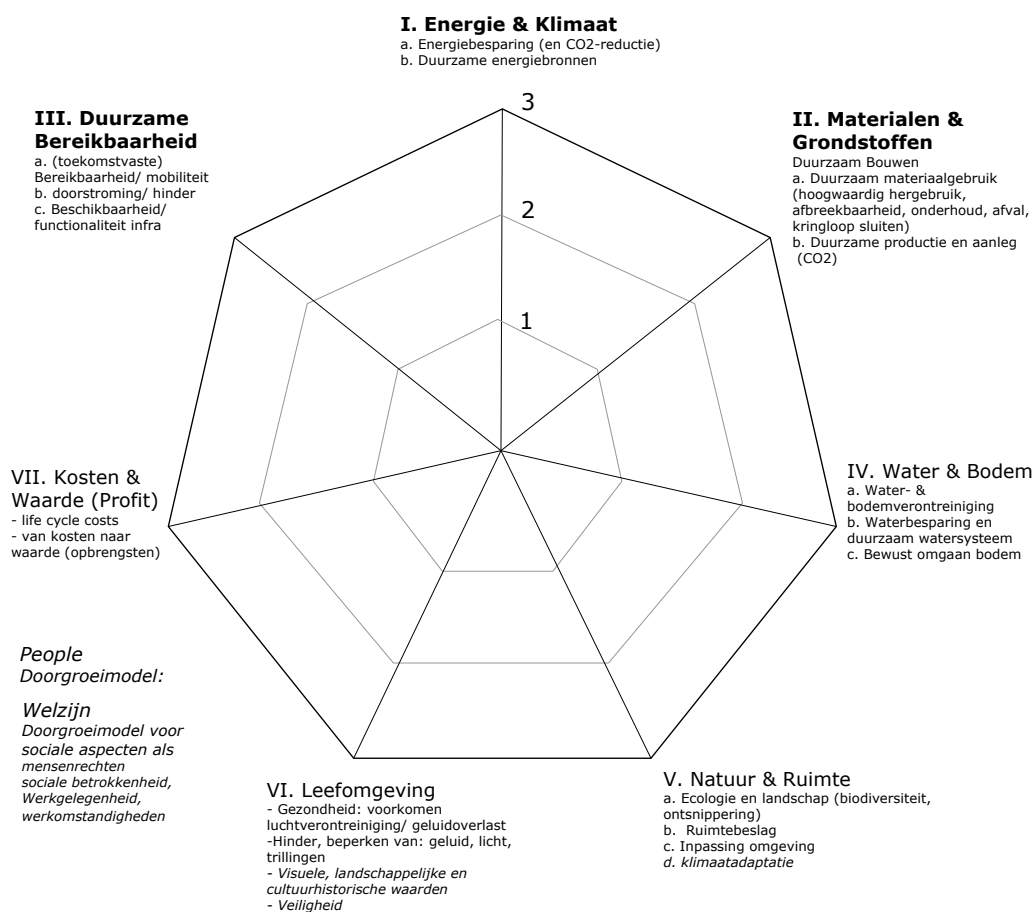 I. Energie & Klimaat
a. Energiebesparing (en CO2-reductie)
b. Duurzame energiebronnen
III. Duurzame
Bereikbaarheid
a. (toekomstvaste)
Bereikbaarheid/ mobiliteit
b. doorstroming/ hinder
c. Beschikbaarheid/
functionaliteit infra
3
2
1
II. Materialen &
Grondstoffen
Duurzaam Bouwen
a. Duurzaam materiaalgebruik
(hoogwaardig hergebruik,
afbreekbaarheid, onderhoud, afval,
kringloop sluiten)
b. Duurzame productie en aanleg
(CO2)
VII. Kosten &
Waarde (Profit)
- life cycle costs
- van kosten naar
waarde (opbrengsten)
IV. Water & Bodem
a. Water- &
bodemverontreiniging
b. Waterbesparing en
duurzaam watersysteem
c. Bewust omgaan bodem
People
Doorgroeimodel:
Welzijn
Doorgroeimodel voor
sociale aspecten als
mensenrechten
sociale betrokkenheid,
Werkgelegenheid,
werkomstandigheden
VI. Leefomgeving
- Gezondheid: voorkomen
luchtverontreiniging/ geluidoverlast
-Hinder, beperken van: geluid, licht,
trillingen
- Visuele, landschappelijke en
cultuurhistorische waarden
- Veiligheid
V. Natuur & Ruimte
a. Ecologie en landschap (biodiversiteit,
ontsnippering)
b. Ruimtebeslag
c. Inpassing omgeving
d. klimaatadaptatie